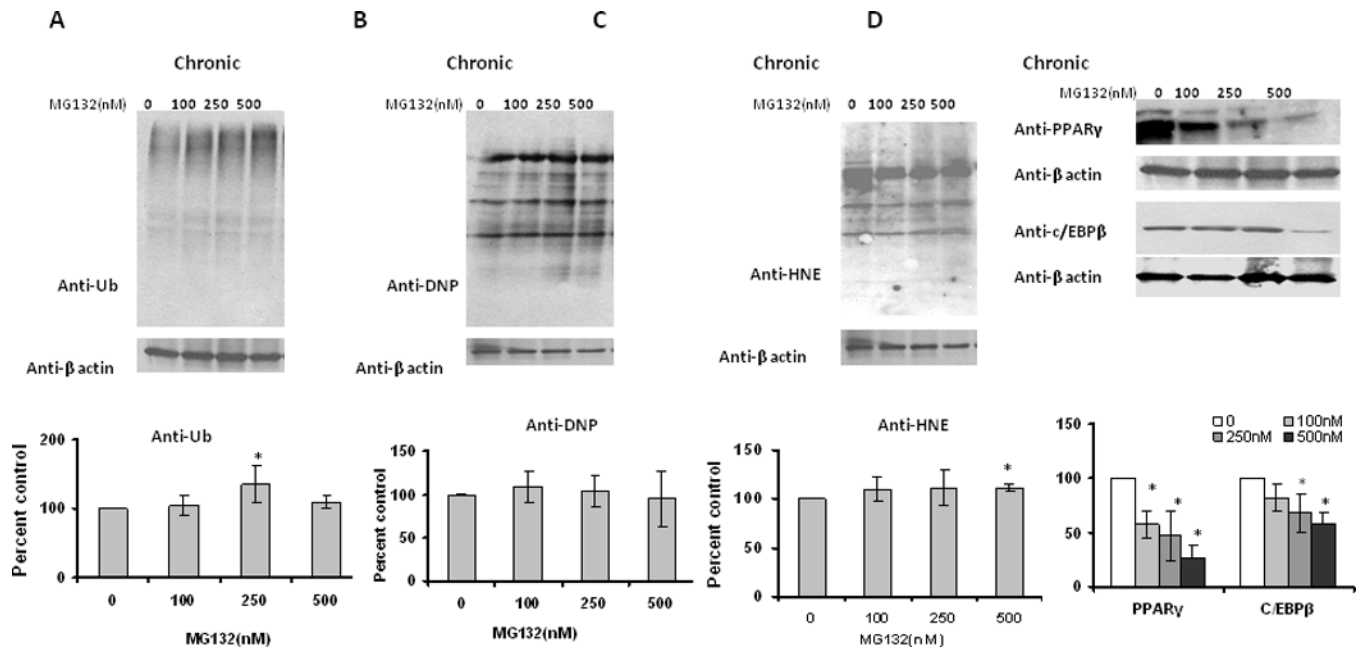 A
Chronic
MG132(nM) 0 100 250 500
Anti-Ub
Anti-β actin
Anti-Ub
Percent control
200
150
100
50
0
0 100 250 500
MG132(nM)
B
Chronic
MG132(nM) 0 100 250 500
Anti-DNP
Anti-β actin
Anti-DNP
Percent control
150
100
50
0
0 100 250 500
MG132(nM)
C
Chronic
MG132(nM) 0 100 250 500
Anti-HNE
Anti-β actin
Anti-HNE
Percent control
150
100
50
0
0 100 250 500
MG132(nM)
D
Chronic
MG132(nM) 0 100 250 500
Anti-PPARγ
Anti-β actin
Anti-c/EBPβ
Anti-β actin
0 100nM
250nM 500nM
Percent control
150
100
50
0
PPARγ C/EBPβ